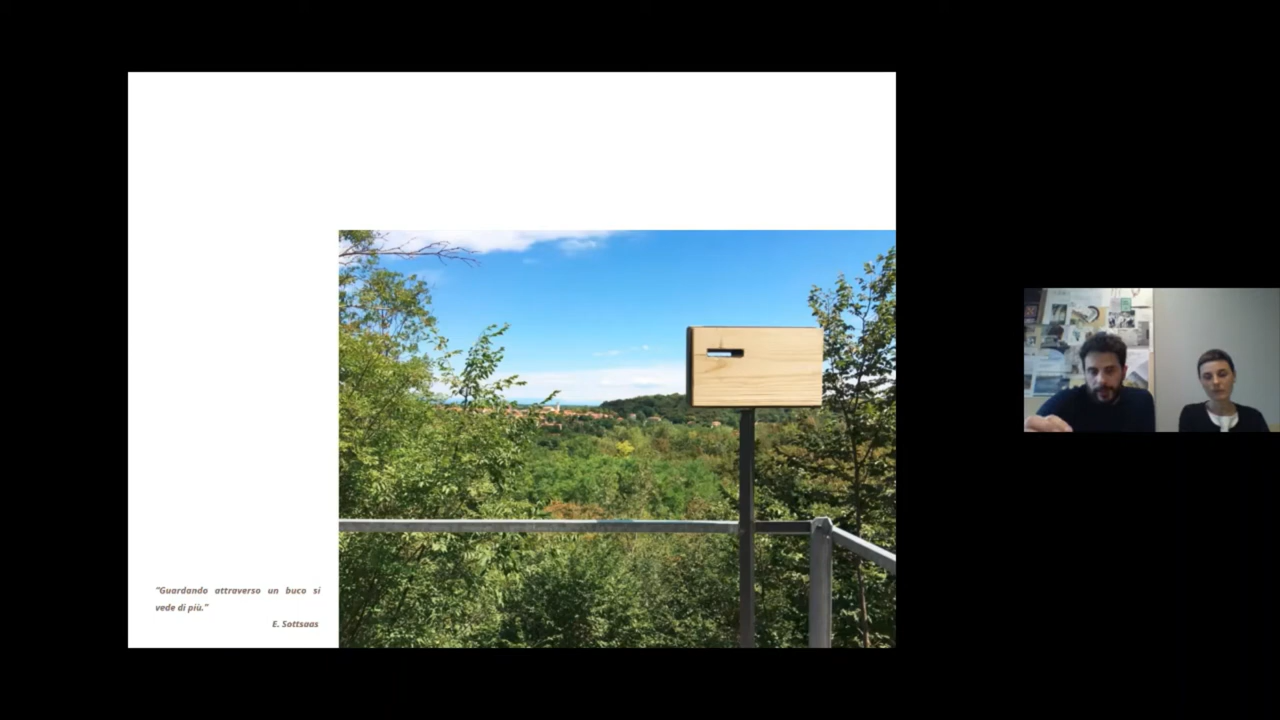 “Guardando attraverso un buco si
vede di più.”
E. Sottsaas